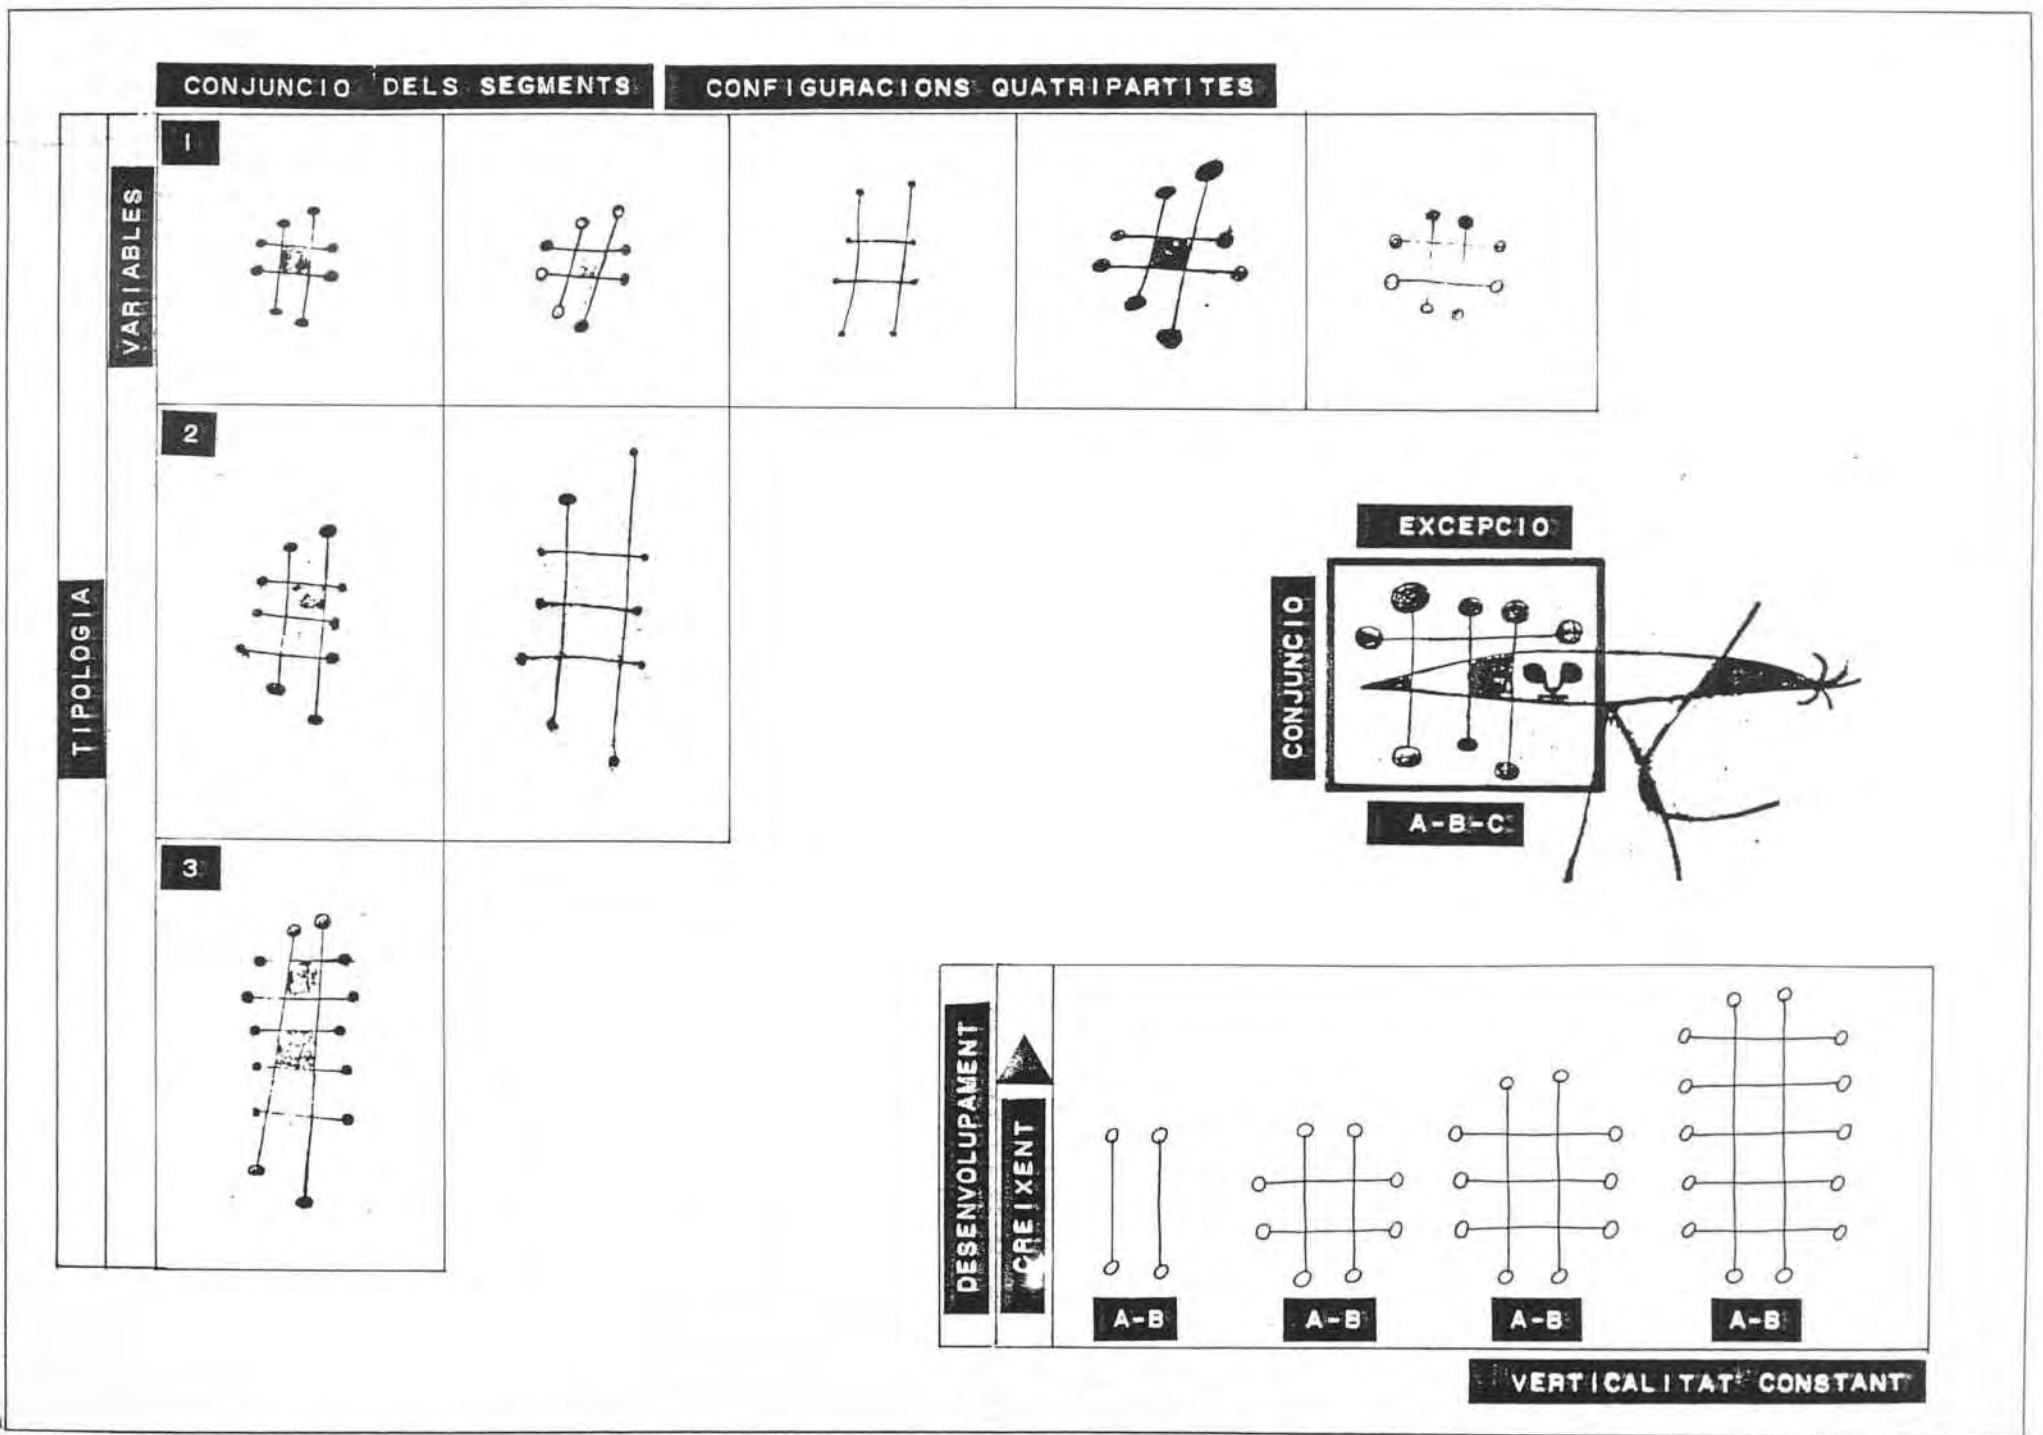 CONJUNCIO DELS SEGMENTS
CONFIGURACIONS QUATRIPARTITES
TIPOLOGIA
VARIABLES
1
2
3
EXCEPCIO
CONJUNCIO
A-B-C
DESENVOLUPAMENT
CREIXENT
A-B
A-B
A-B
A-B
VERTICALITAT CONSTANT